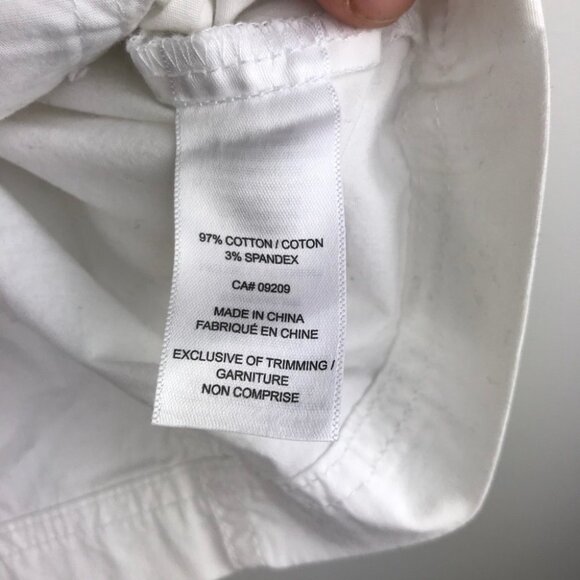 97% COTTON / COTON
3% SPANDEX
CA# 09209
MADE IN CHINA
FABRIQUÉ EN CHINE
EXCLUSIVE OF TRIMMING /
GARNITURE
NON COMPRISE